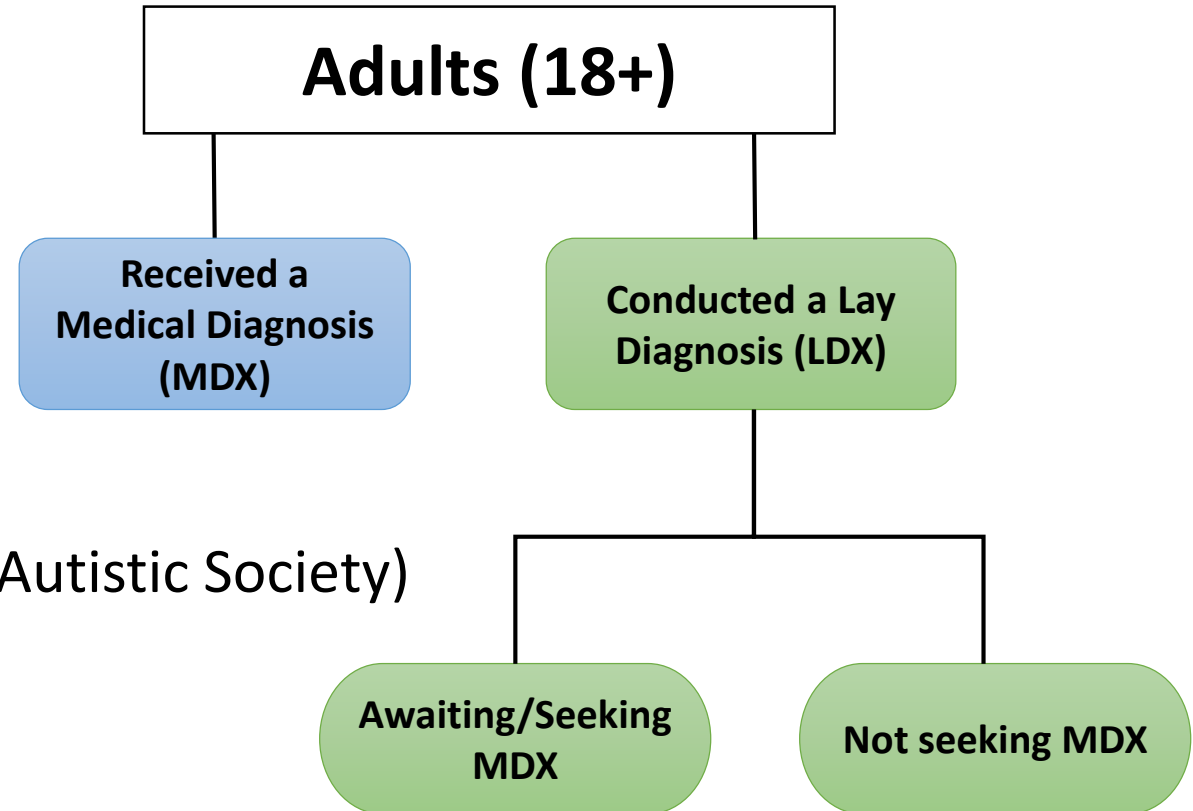 Adults (18+)
Received a
Medical Diagnosis
(MDX)
Conducted a Lay
Diagnosis (LDX)
Autistic Society)
Awaiting/Seeking
MDX
Not seeking MDX